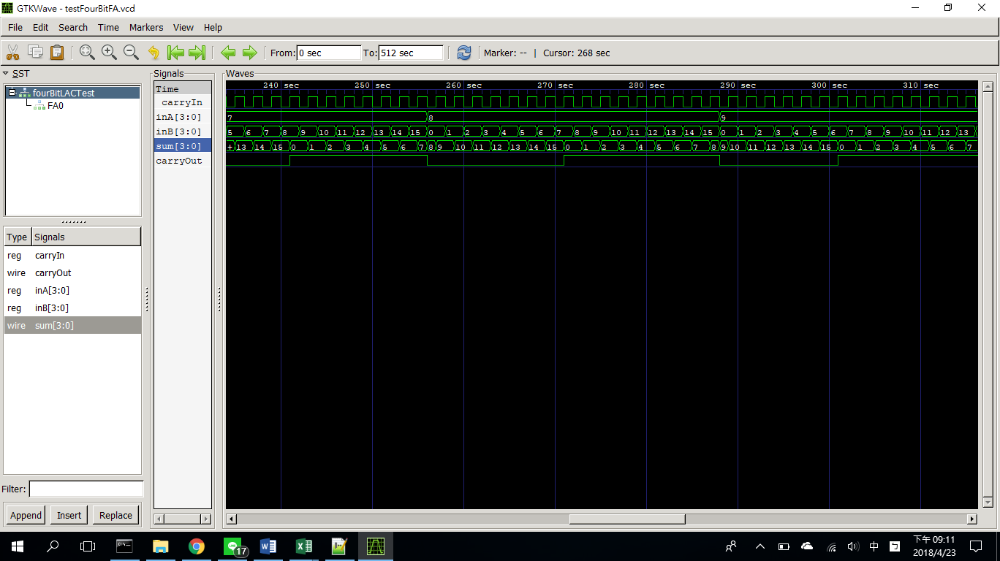 GTKWave - testFourBitFA.vcd
File Edit Search Time Markers View Help
From: 0 sec To: 512 sec Marker: -- | Cursor: 268 sec
SST
fourBitLACTest
FA0
Type Signals
reg carryIn
wire carryOut
reg inA[3:0]
reg inB[3:0]
wire sum[3:0]
Filter:
Append Insert Replace
Signals
Time
carryIn
inA[3:0]
inB[3:0]
sum[3:0]
carryOut
Waves
240 sec 250 sec 260 sec 270 sec 280 sec 290 sec 300 sec 310 sec
7 8 9
5 6 7 8 9 10 11 12 13 14 15 0 1 2 3 4 5 6 7 8 9 10 11 12 13 14 15 0 1 2 3 4 5 6 7 8 9 10 11 12 13
+ 13 14 15 0 1 2 3 4 5 6 7 8 9 10 11 12 13 14 15 0 1 2 3 4 5 6 7 8 9 10 11 12 13 14 15 0 1 2 3 4 5 6 7
17
中
下午 09:11
2018/4/23